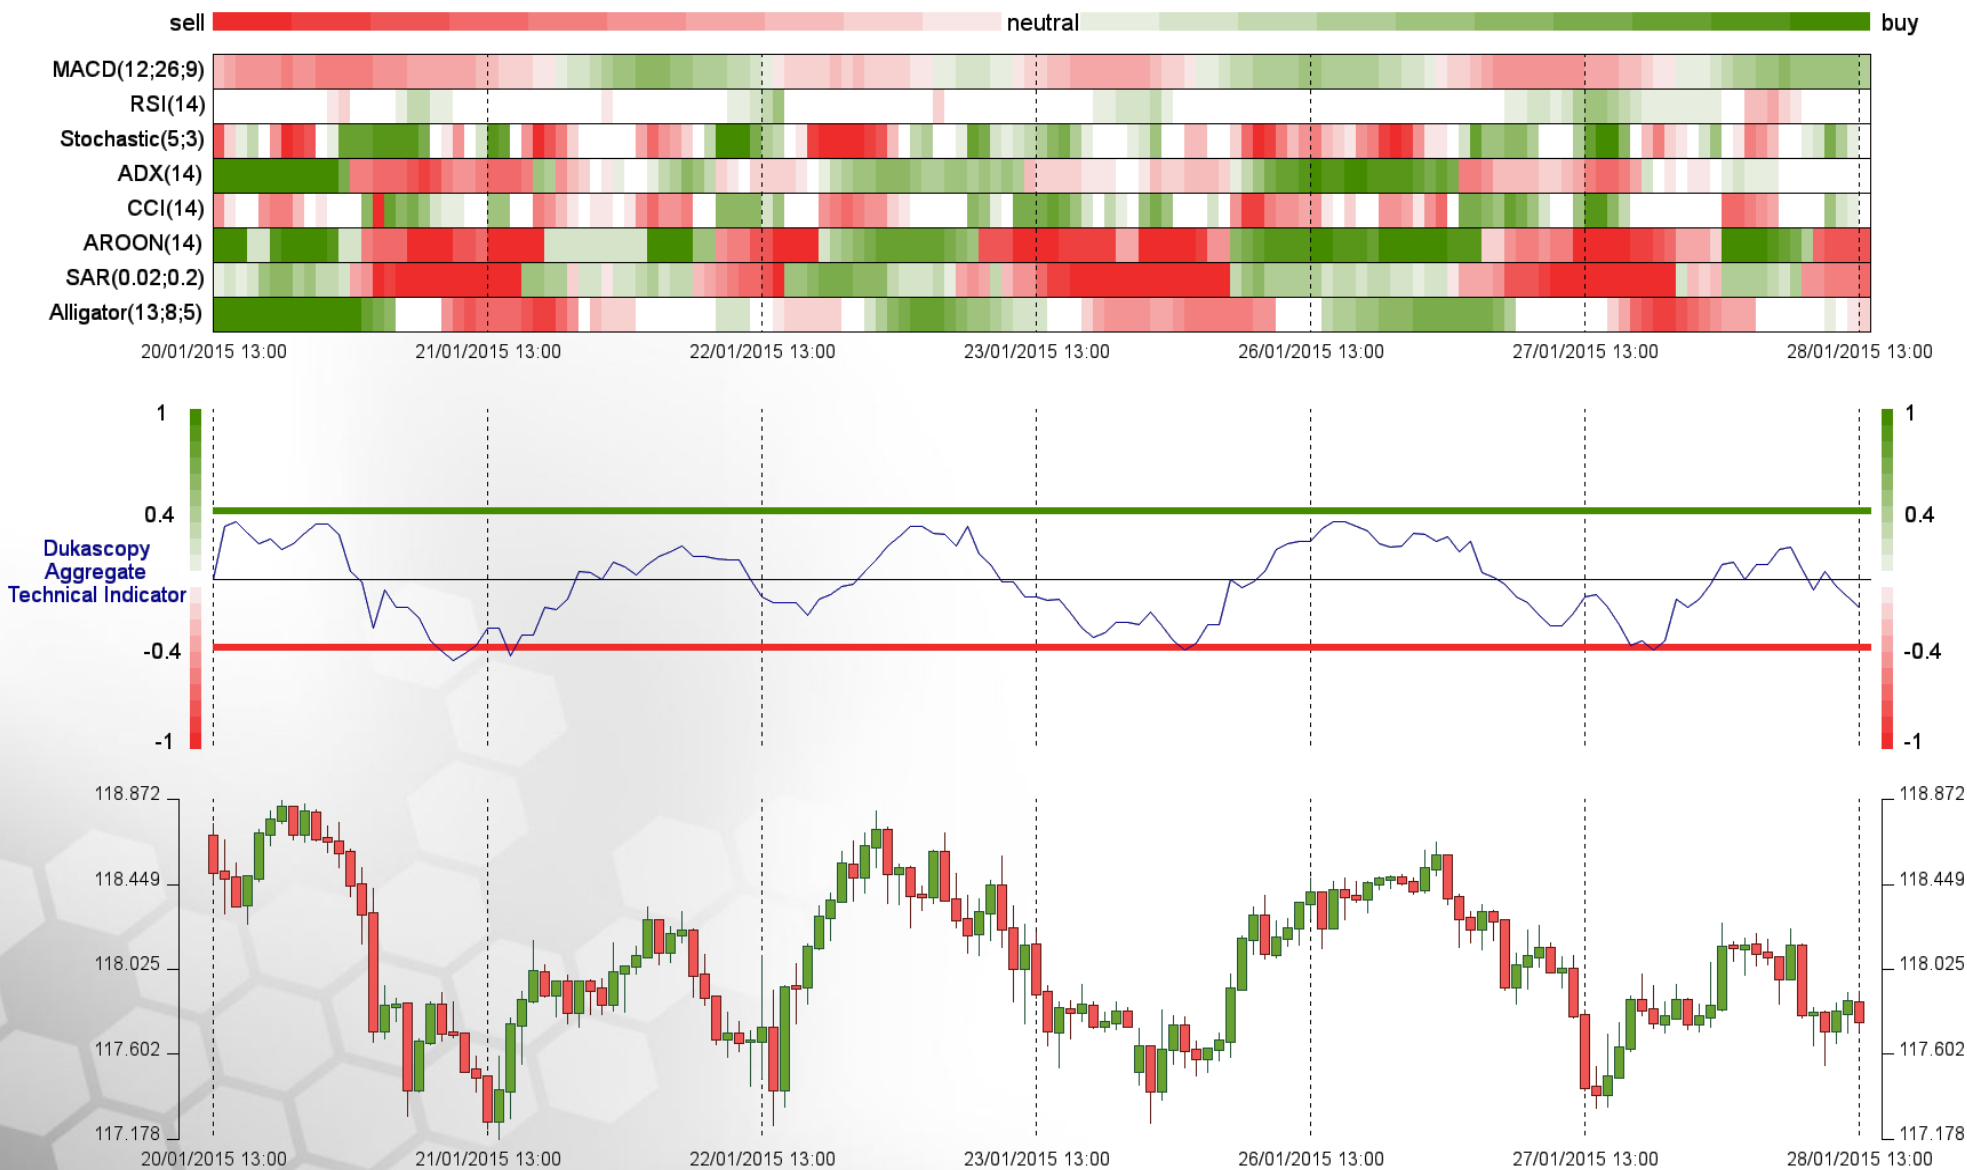 sell neutral buy
MACD(12;26;9)
RSI(14)
Stochastic(5;3)
ADX(14)
CCI(14)
AROON(14)
SAR(0.02;0.2)
Alligator(13;8;5)
20/01/2015 13:00 21/01/2015 13:00 22/01/2015 13:00 23/01/2015 13:00 26/01/2015 13:00 27/01/2015 13:00 28/01/2015 13:00
1 1
0.4 0.4
Dukascopy
Aggregate
Technical Indicator
-0.4 -0.4
-1 -1
118.872 118.872
118.449 118.449
118.025 118.025
117.602 117.602
117.178 117.178
20/01/2015 13:00 21/01/2015 13:00 22/01/2015 13:00 23/01/2015 13:00 26/01/2015 13:00 27/01/2015 13:00 28/01/2015 13:00